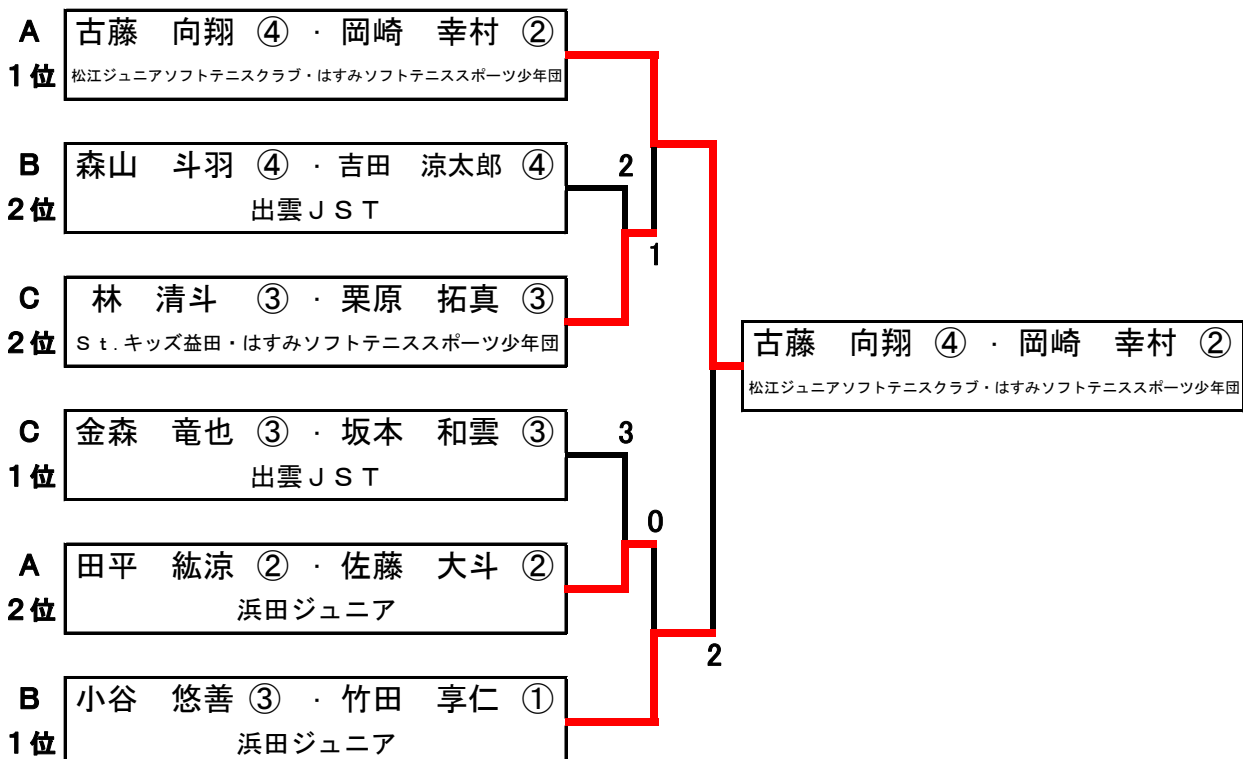 A
1位
古藤　向翔 ④ ・ 岡崎　幸村 ②
松江ジュニアソフトテニスクラブ・はすみソフトテニススポーツ少年団
B
2位
森山　斗羽 ④ ・ 吉田　涼太郎 ④
出雲ＪＳＴ
2
1
C
2位
林　清斗　③ ・ 栗原　拓真 ③
Ｓｔ.キッズ益田・はすみソフトテニススポーツ少年団
古藤　向翔 ④ ・ 岡崎　幸村 ②
松江ジュニアソフトテニスクラブ・はすみソフトテニススポーツ少年団
C
1位
金森　竜也 ③ ・ 坂本　和雲 ③
出雲ＪＳＴ
3
0
A
2位
田平　紘涼 ② ・ 佐藤　大斗 ②
浜田ジュニア
2
B
1位
小谷　悠善 ③ ・ 竹田　享仁 ①
浜田ジュニア